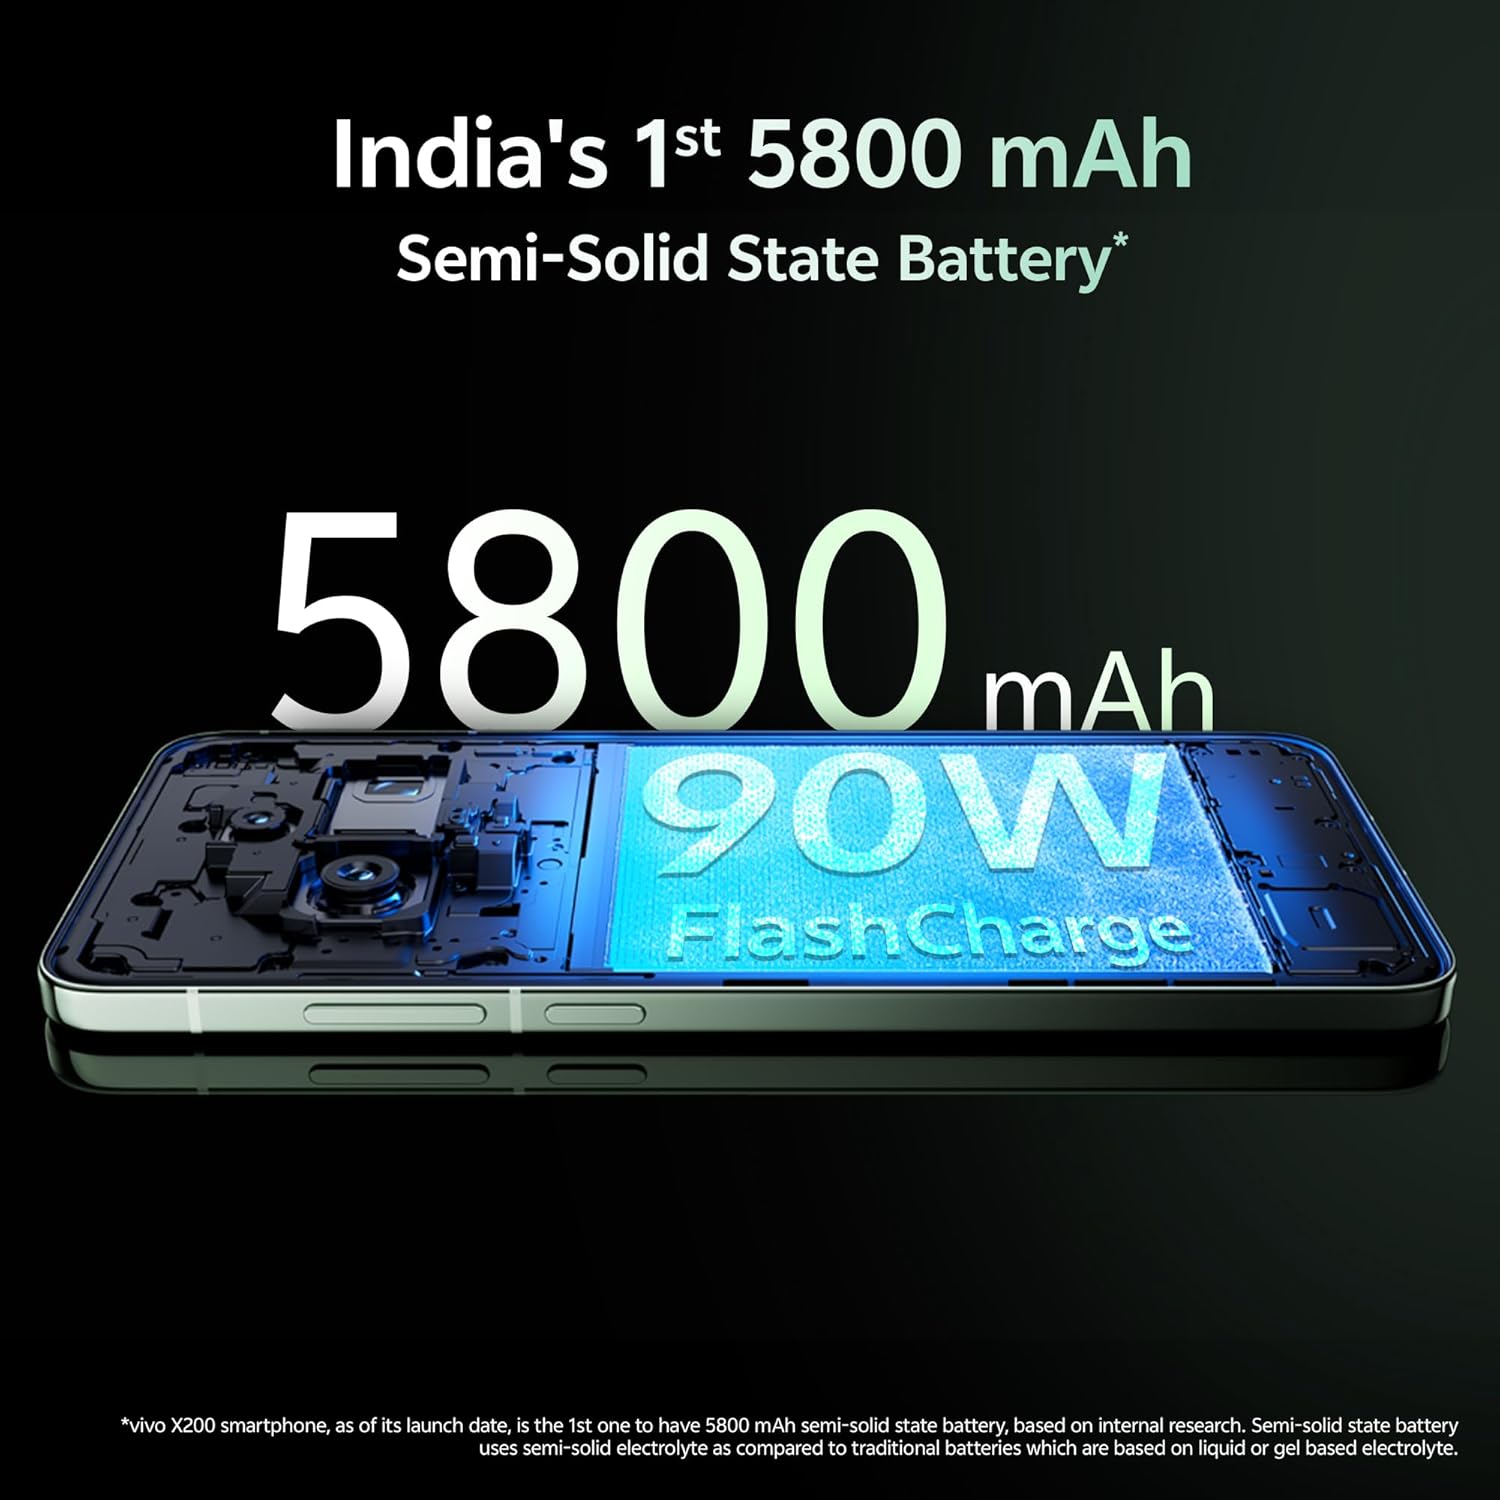 India's 1st 5800 mAh
Semi-Solid State Battery*
5800 mAh
90W
FlashCharge
*vivo X200 smartphone, as of its launch date, is the 1st one to have 5800 mAh semi-solid state battery, based on internal research. Semi-solid state battery
uses semi-solid electrolyte as compared to traditional batteries which are based on liquid or gel based electrolyte.